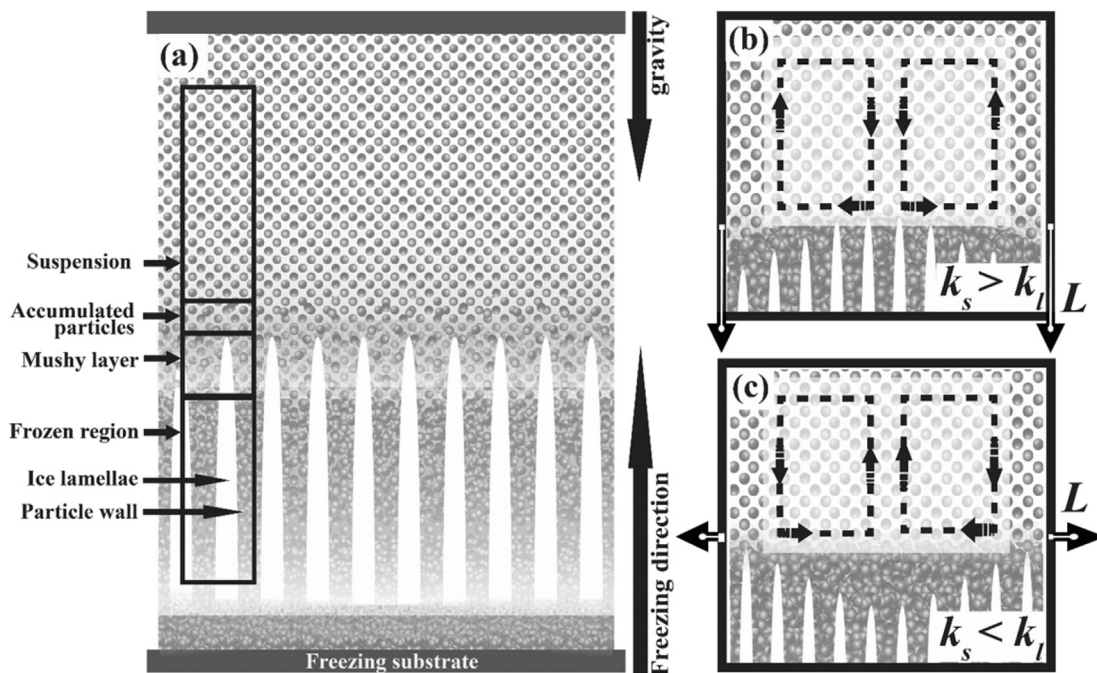 (a)
Suspension
Accumulated
particles
Mushy layer
Frozen region
Ice lamellae
Particle wall
Freezing substrate
gravity
Freezing direction
(b)
k_s > k_l
L
(c)
k_s < k_l
L